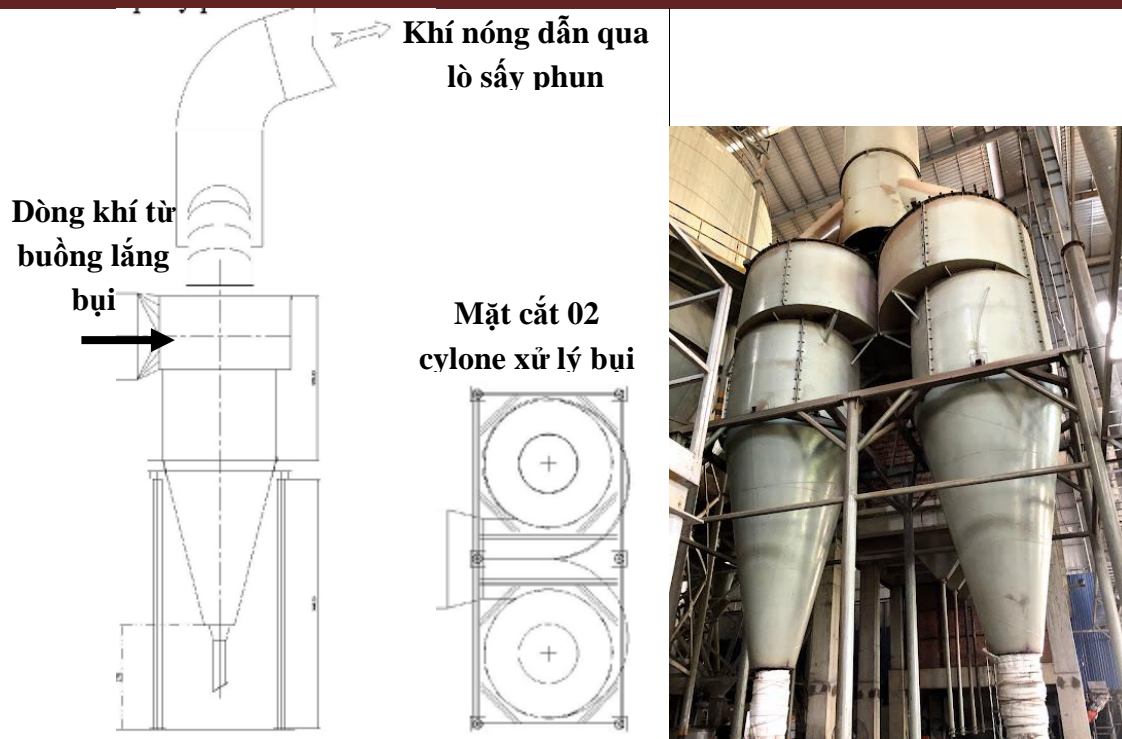 Khí nóng dẫn qua
lò sấy phun
Dòng khí từ
buồng lắng
bụi
Mặt cắt 02
cylone xử lý bụi